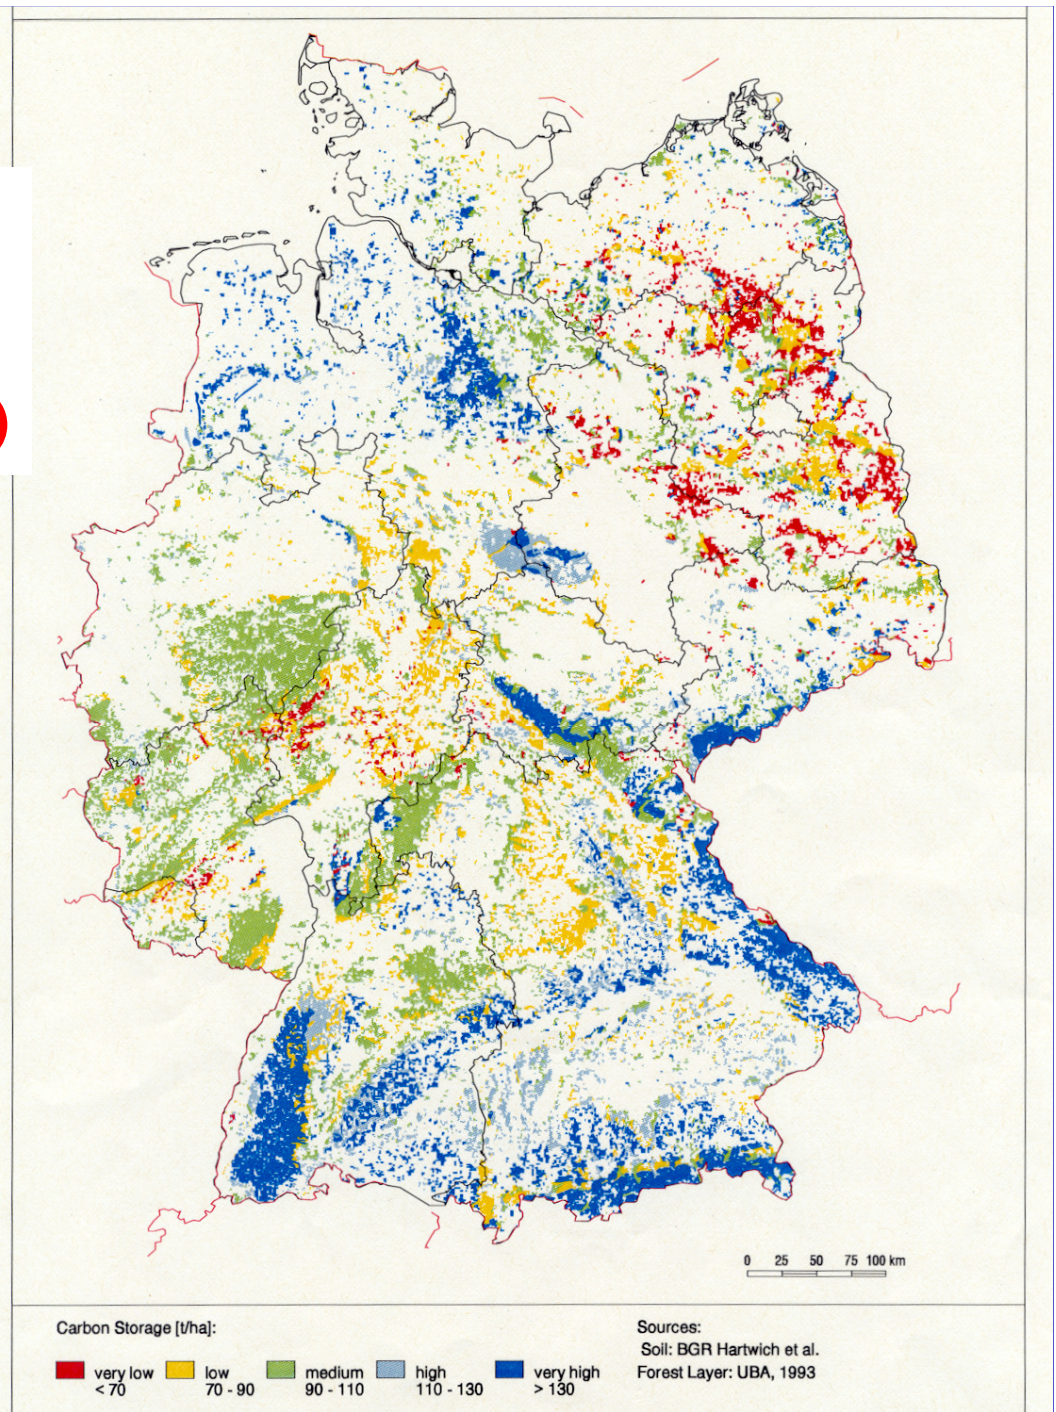 0 25 50 75 100 km
Carbon Storage [t/ha]:
very low
< 70
low
70 - 90
medium
90 - 110
high
110 - 130
very high
> 130
Sources:
Soil: BGR Hartwich et al.
Forest Layer: UBA, 1993